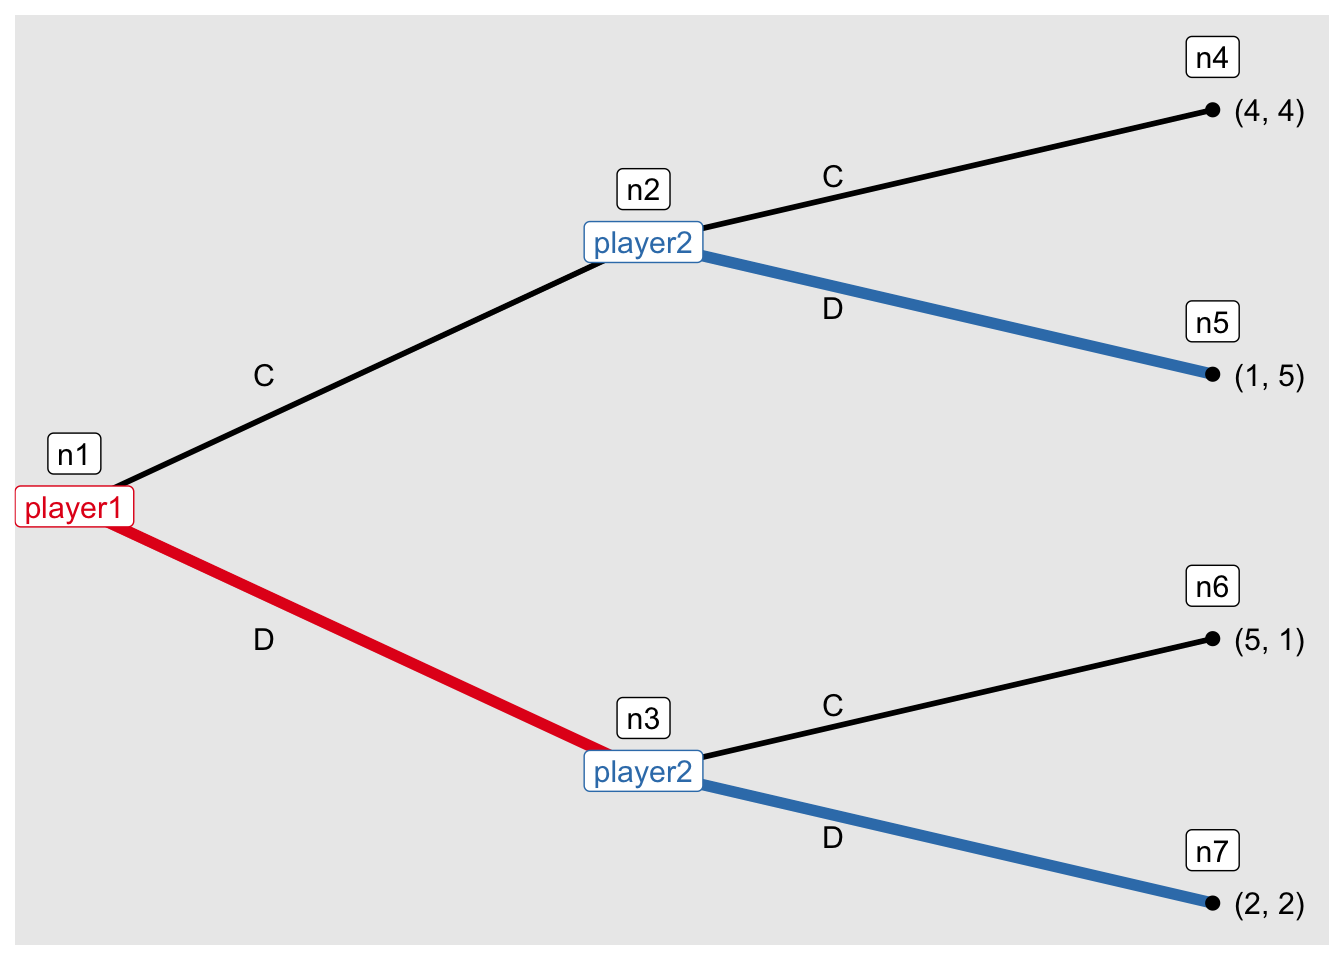 n4
(4, 4)
C
n2
player2
D
n5
(1, 5)
C
n1
player1
D
n6
(5, 1)
C
n3
player2
D
n7
(2, 2)